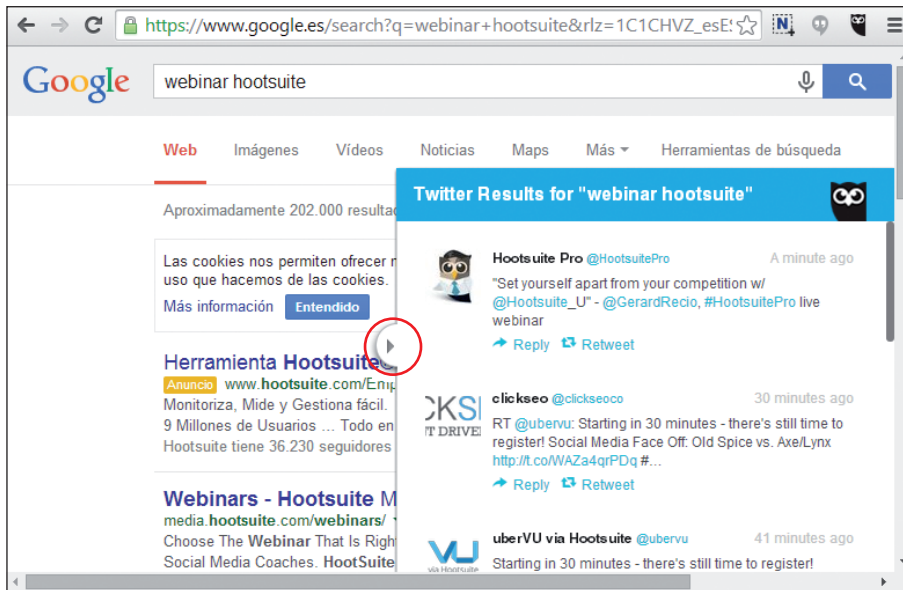 https://www.google.es/search?q=webinar+hootsuite&rlz=1C1CHVZ_esE
Google
webinar hootsuite
Web Imágenes Vídeos Noticias Maps Más Herramientas de búsqueda
Aproximadamente 202.000 resulta
Las cookies nos permiten ofrecer
uso que hacemos de las cookies.
Más información Entendido
Herramienta Hootsuite
Anuncio www.hootsuite.com/Emp
Monitoriza, Mide y Gestiona fácil.
9 Millones de Usuarios ... Todo en
Hootsuite tiene 36.230 seguidores
Webinars - Hootsuite M
media.hootsuite.com/webinars/
Choose The Webinar That Is Righ
Social Media Coaches. HootSuite
Twitter Results for "webinar hootsuite"
Hootsuite Pro @HootsuitePro A minute ago
"Set yourself apart from your competition w/
@Hootsuite_U" - @GerardRecio, #HootsuitePro live
webinar
Reply Retweet
CKSI
T DRIVE
clickseo @clickseoco 30 minutes ago
RT @ubervu: Starting in 30 minutes - there's still time to
register! Social Media Face Off: Old Spice vs. Axe/Lynx
http://t.co/WAZa4qrPDq #...
Reply Retweet
VU
via Hootsuite
uberVU via Hootsuite @ubervu 41 minutes ago
Starting in 30 minutes - there's still time to register!